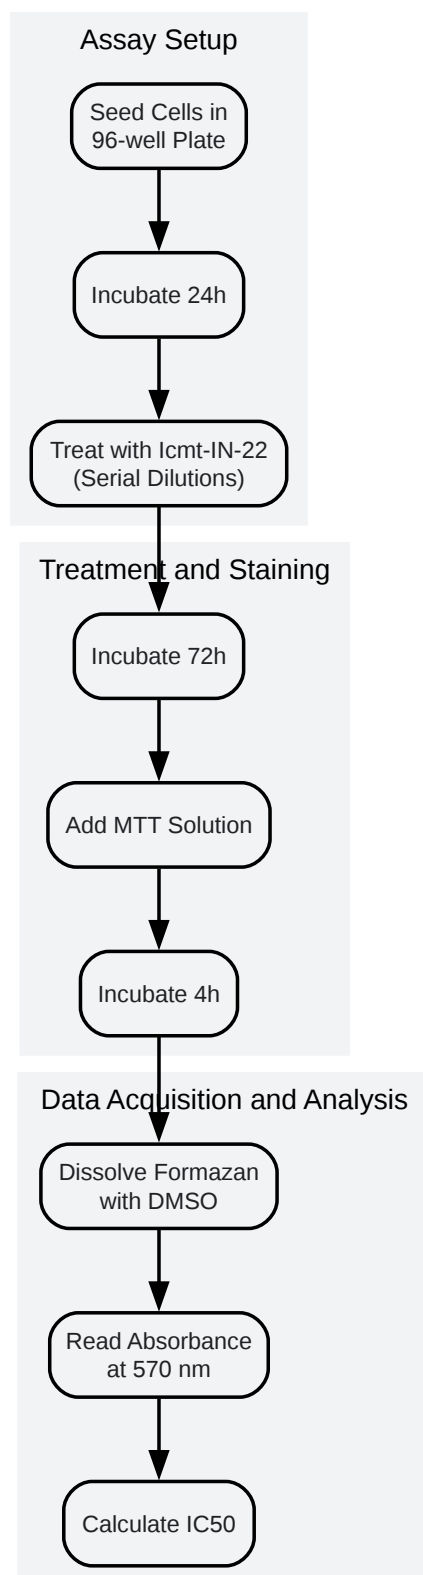 Assay Setup
Seed Cells in
96-well Plate
Incubate 24h
Treat with Icmt-IN-22
(Serial Dilutions)
Treatment and Staining
Incubate 72h
Add MTT Solution
Incubate 4h
Data Acquisition and Analysis
Dissolve Formazan
with DMSO
Read Absorbance
at 570 nm
Calculate IC50